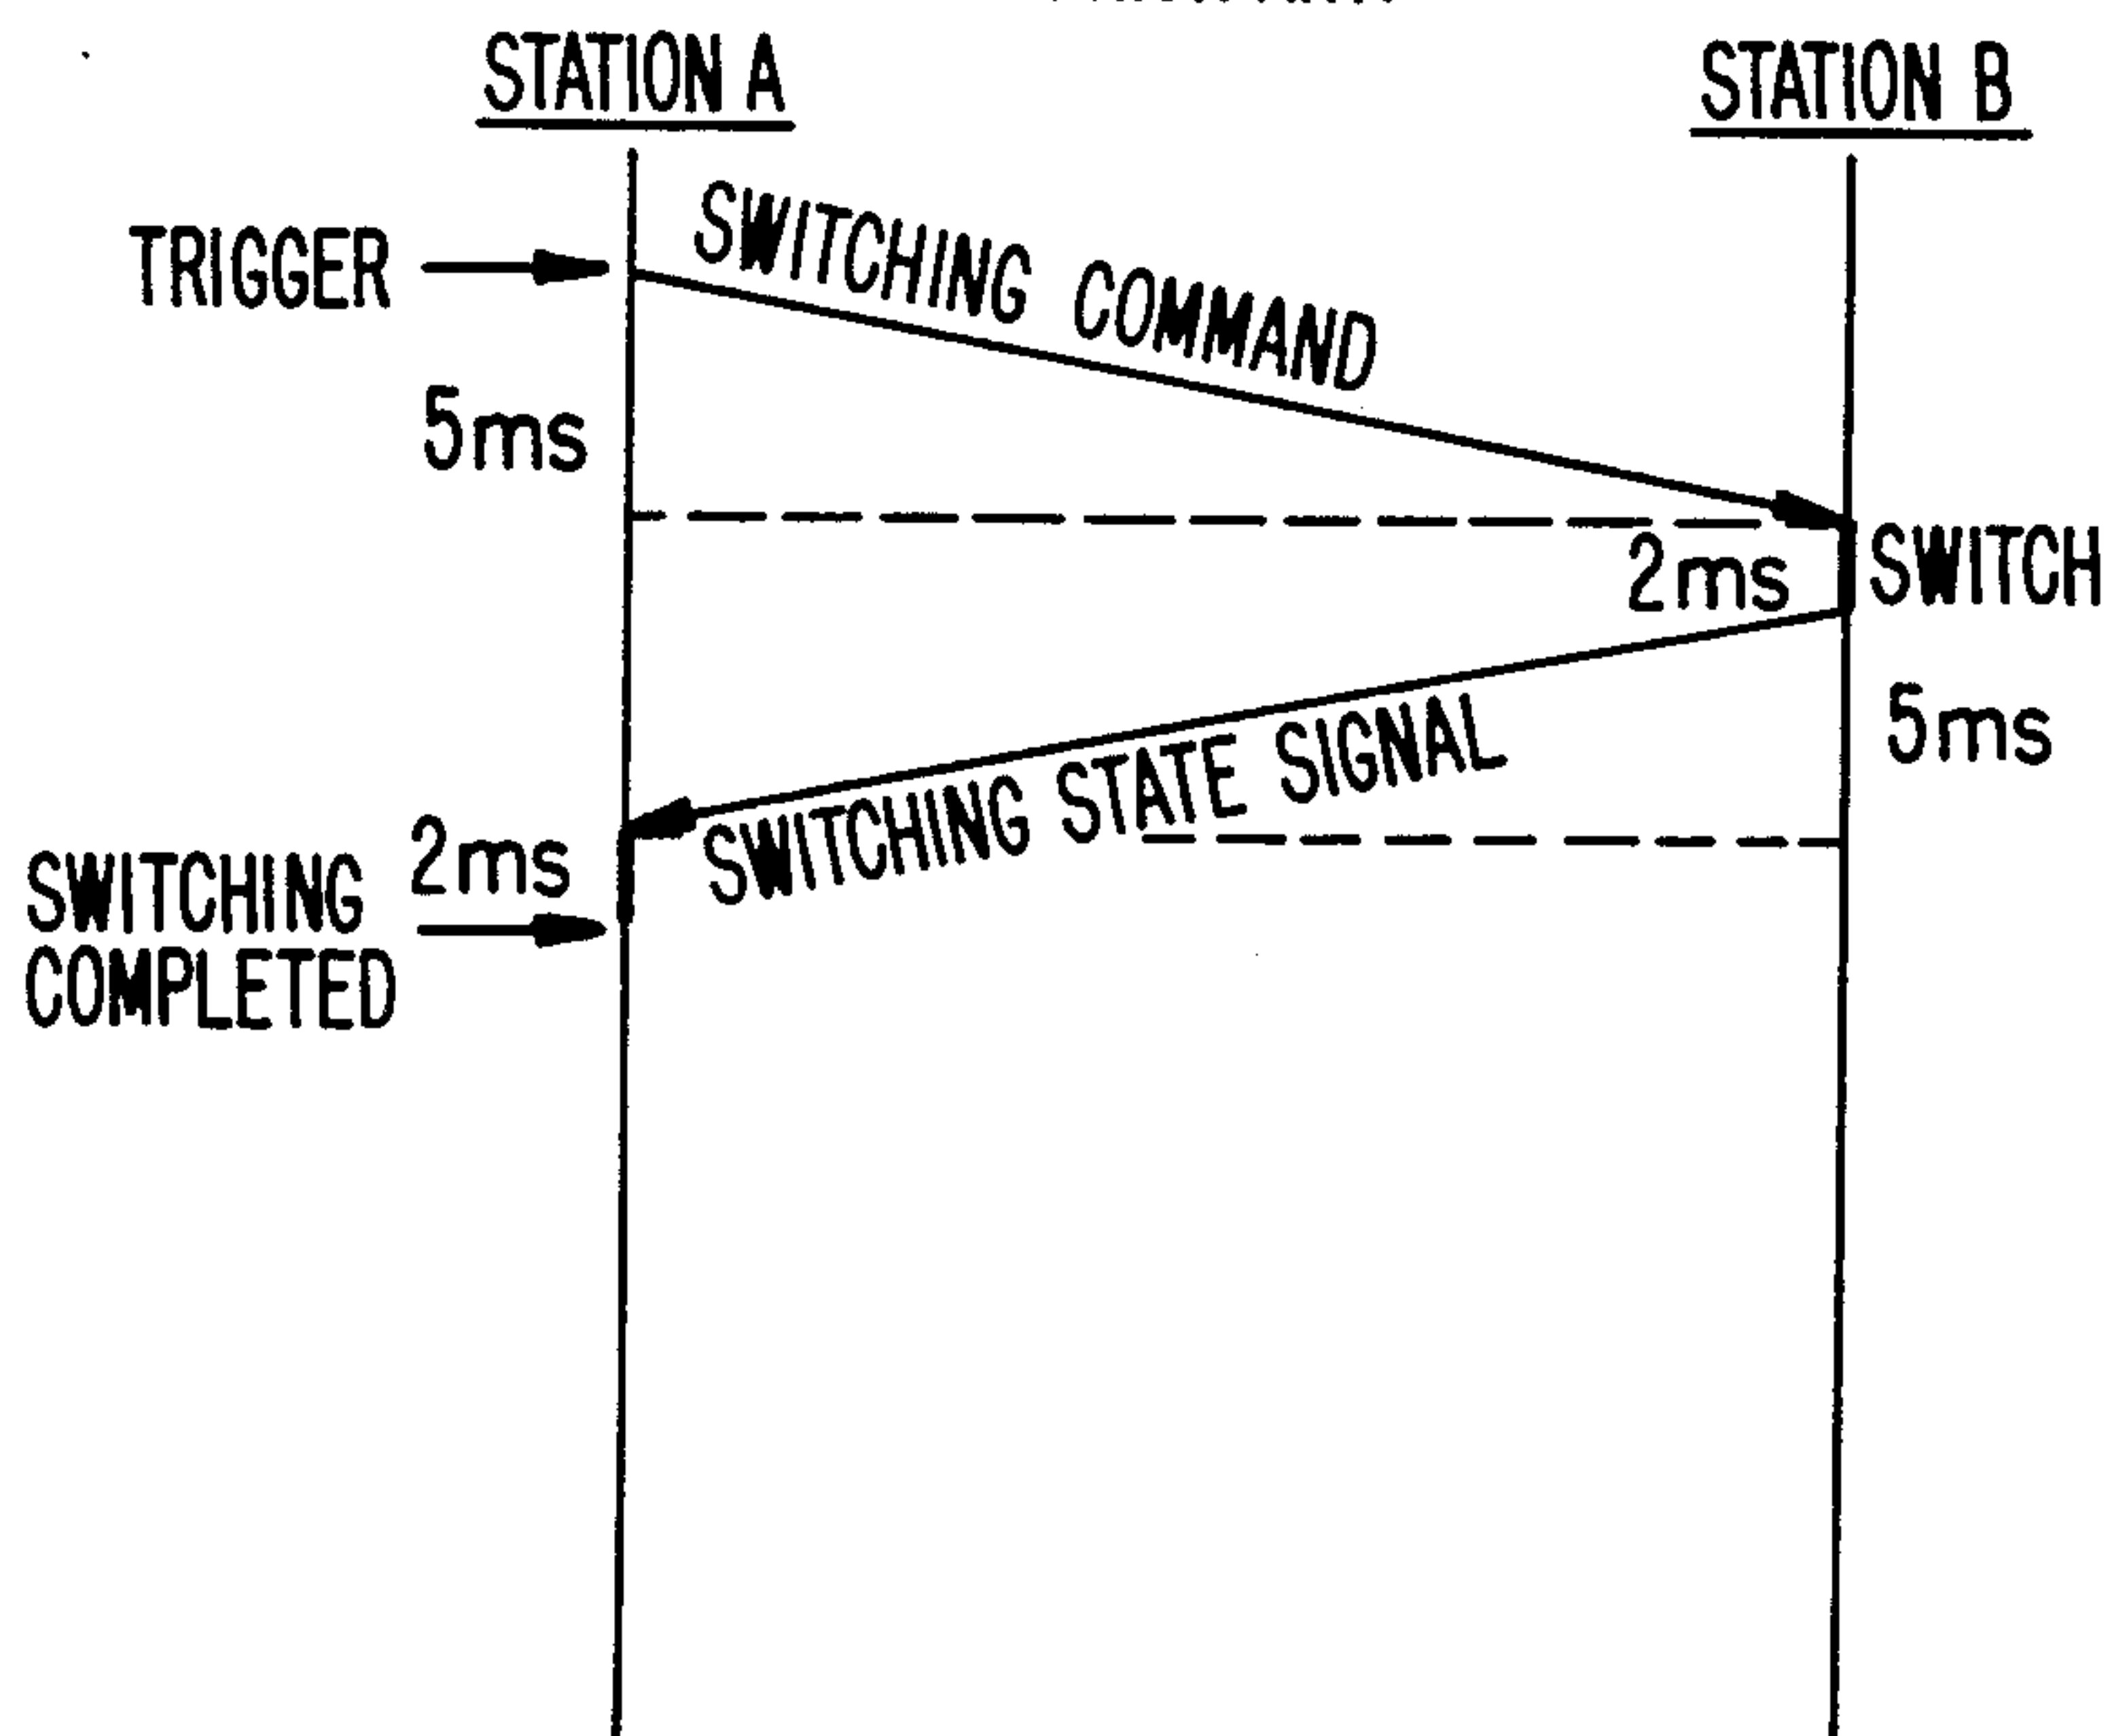 STATION A
STATION B
TRIGGER
SWITCHING COMMAND
5ms
2ms
SWITCH
5ms
SWITCHING STATE SIGNAL
2ms
SWITCHING
COMPLETED